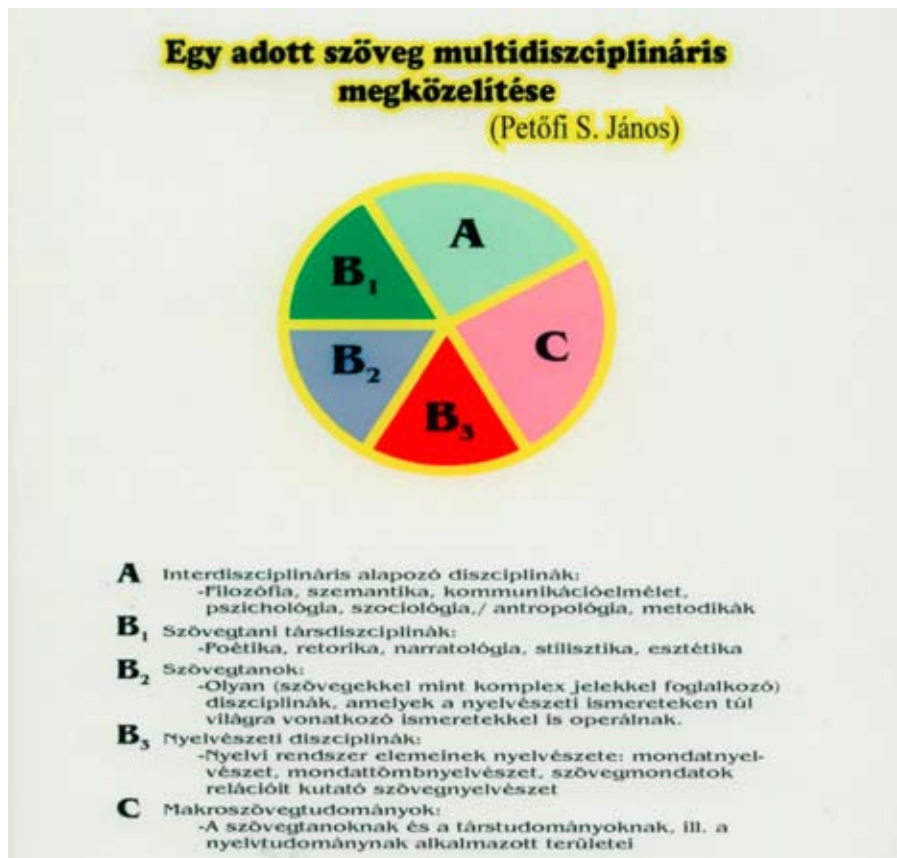 Egy adott szöveg multidiszciplináris
megközelítése
(Petőfi S. János)
A
B₁
C
B₂
B₃
A Interdiszciplináris alapozó diszciplinák:
-Filozófia, szemantika, kommunikációelmélet,
pszichológia, szociológia,/ antropológia, metodikák
B₁ Szövegtani társdiszciplinák:
-Poétika, retorika, narratológia, stilisztika, esztétika
B₂ Szövegtanok:
-Olyan (szövegekkel mint komplex jelekkel foglalkozó)
diszciplinák, amelyek a nyelvészeti ismereteken túl
világra vonatkozó ismeretekkel is operálnak.
B₃ Nyelvészeti diszciplinák:
-Nyelvi rendszer elemeinek nyelvészete: mondatnyel-
vészet, mondattömbnyelvészet, szövegmondatok
relációit kutató szövegnyelvészet
C Makroszövegtudományok:
-A szövegtanoknak és a társtudományoknak, ill. a
nyelvtudománynak alkalmazott területei